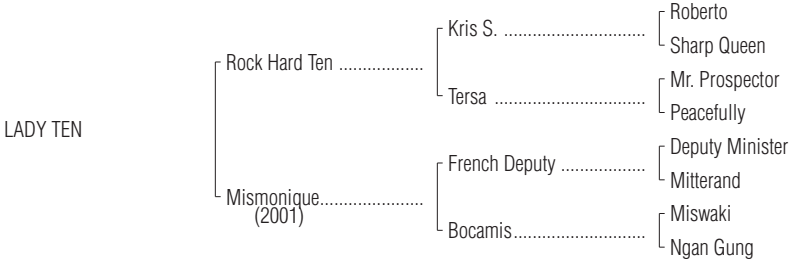 Roberto
Kris S. ..............................
Sharp Queen
Rock Hard Ten ..................
Mr. Prospector
Tersa ................................
Peacefully
LADY TEN
Deputy Minister
French Deputy ..................
Mitterand
Mismonique......................
(2001)
Miswaki
Bocamis............................
Ngan Gung